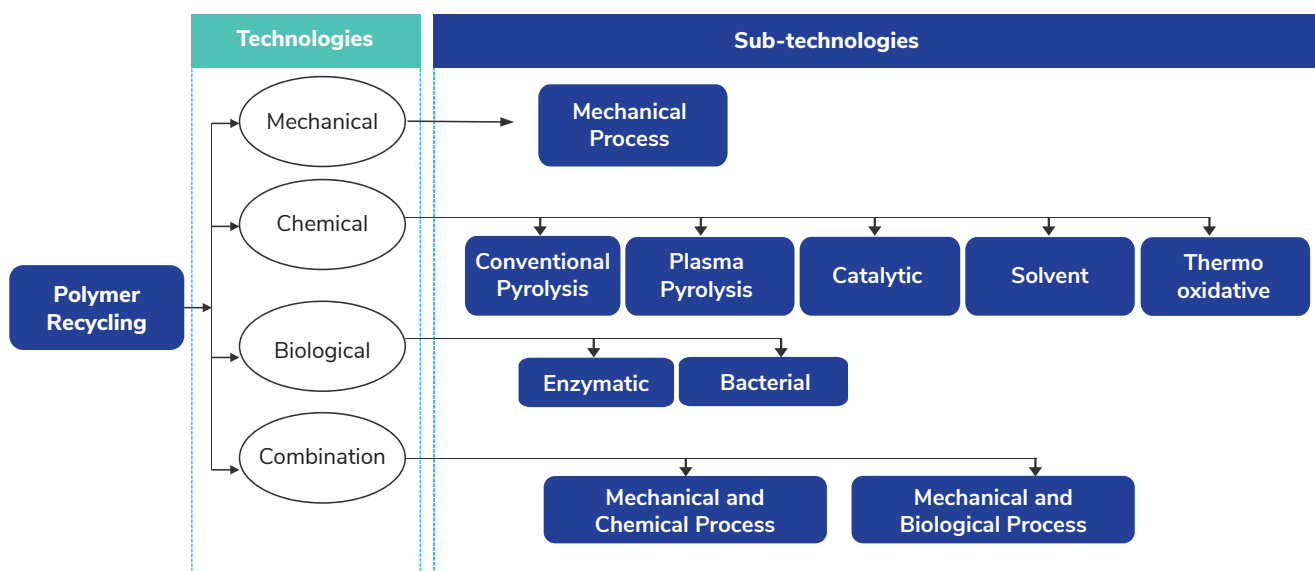 Technologies
Sub-technologies
Mechanical
Mechanical
Process
Chemical
Conventional
Pyrolysis
Plasma
Pyrolysis
Catalytic
Solvent
Thermo
oxidative
Polymer
Recycling
Biological
Enzymatic
Bacterial
Combination
Mechanical and
Chemical Process
Mechanical and
Biological Process